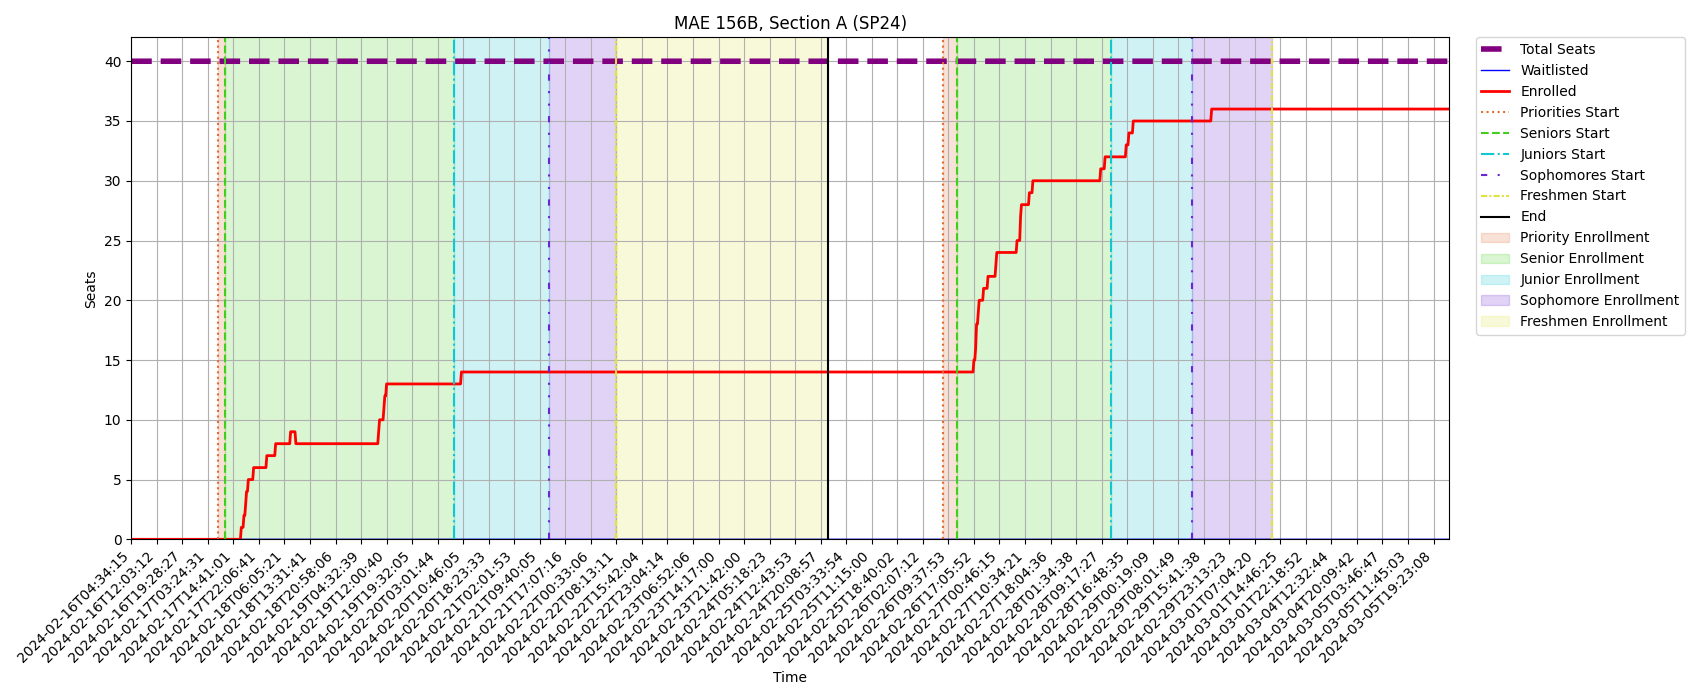 MAE 156B, Section A (SP24)
Seats
40
35
30
25
20
15
10
5
0
2024-02-16T04:34:15
2024-02-16T12:03:12
2024-02-16T19:28:27
2024-02-17T03:24:31
2024-02-17T14:41:01
2024-02-17T22:06:41
2024-02-18T06:05:21
2024-02-18T13:31:41
2024-02-18T20:58:06
2024-02-19T04:32:39
2024-02-19T12:00:40
2024-02-19T19:32:05
2024-02-20T03:01:44
2024-02-20T10:46:05
2024-02-20T18:23:33
2024-02-21T02:01:53
2024-02-21T09:40:05
2024-02-21T17:07:16
2024-02-22T00:33:06
2024-02-22T08:13:11
2024-02-22T15:42:04
2024-02-22T23:04:14
2024-02-23T06:52:06
2024-02-23T14:17:00
2024-02-23T21:42:00
2024-02-24T05:18:23
2024-02-24T12:43:53
2024-02-24T20:08:57
2024-02-25T03:33:54
2024-02-25T11:15:00
2024-02-25T18:40:02
2024-02-26T02:07:12
2024-02-26T09:37:53
2024-02-26T17:05:52
2024-02-27T00:46:15
2024-02-27T10:34:21
2024-02-27T18:04:36
2024-02-28T01:34:38
2024-02-28T09:17:27
2024-02-28T16:48:35
2024-02-29T00:19:09
2024-02-29T08:01:49
2024-02-29T15:41:38
2024-02-29T23:13:23
2024-03-01T07:04:20
2024-03-01T14:46:25
2024-03-01T22:18:52
2024-03-04T12:32:44
2024-03-04T20:09:42
2024-03-05T03:46:47
2024-03-05T11:45:03
2024-03-05T19:23:08
Time
Total Seats
Waitlisted
Enrolled
Priorities Start
Seniors Start
Juniors Start
Sophomores Start
Freshmen Start
End
Priority Enrollment
Senior Enrollment
Junior Enrollment
Sophomore Enrollment
Freshmen Enrollment